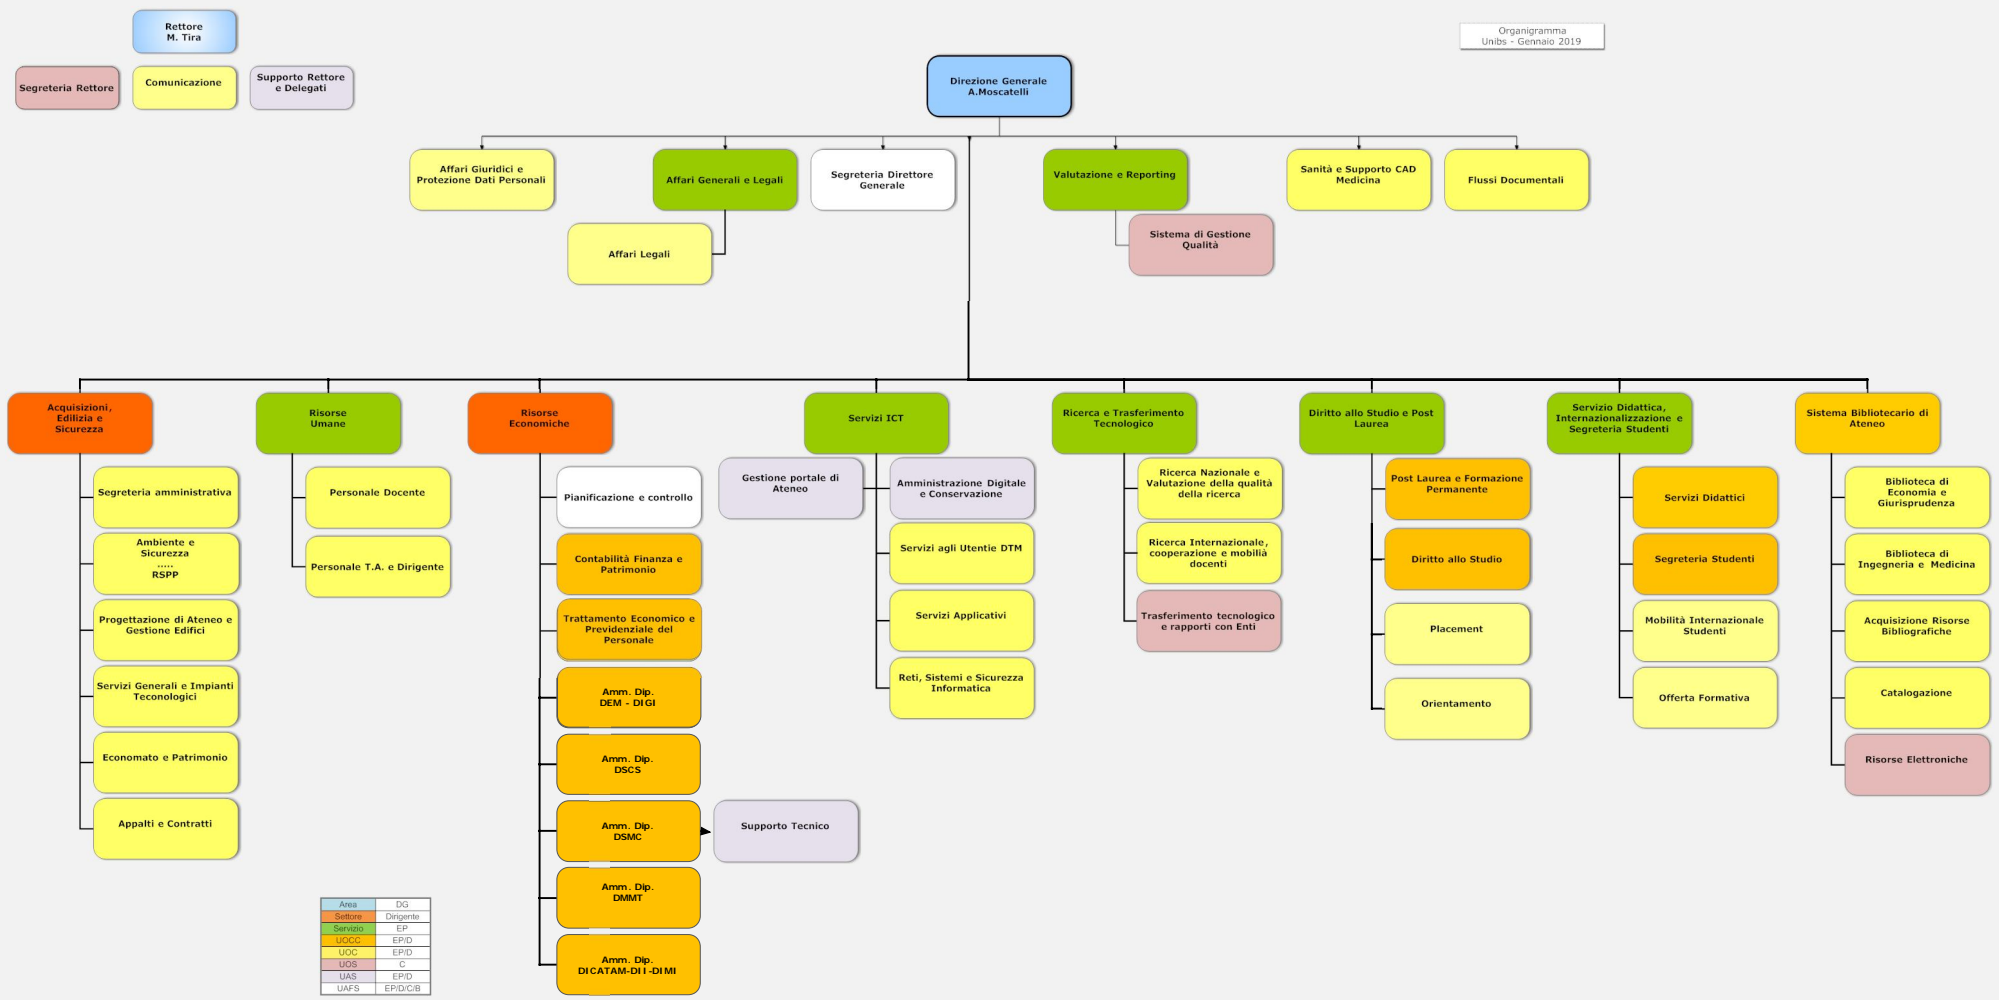 Rettore
M. Tira
Organigramma
Unibs - Gennaio 2019
Segreteria Rettore
Comunicazione
Supporto Rettore
e Delegati
Direzione Generale
A.Moscatelli
Affari Giuridici e
Protezione Dati Personali
Affari Generali e Legali
Segreteria Direttore
Generale
Valutazione e Reporting
Sanità e Supporto CAD
Medicina
Flussi Documentali
Affari Legali
Sistema di Gestione
Qualità
Acquisizioni,
Edilizia e
Sicurezza
Risorse
Umane
Risorse
Economiche
Servizi ICT
Ricerca e Trasferimento
Tecnologico
Diritto allo Studio e Post
Laurea
Servizio Didattica,
Internazionalizzazione e
Segreteria Studenti
Sistema Bibliotecario di
Ateneo
Segreteria amministrativa
Ambiente e
Sicurezza
.....
RSPP
Progettazione di Ateneo e
Gestione Edifici
Servizi Generali e Impianti
Teconologici
Economato e Patrimonio
Appalti e Contratti
Personale Docente
Personale T.A. e Dirigente
Pianificazione e controllo
Contabilità Finanza e
Patrimonio
Trattamento Economico e
Previdenziale del
Personale
Amm. Dip.
DEM - DIGI
Amm. Dip.
DSCS
Amm. Dip.
DSMC
Supporto Tecnico
Amm. Dip.
DMMT
Amm. Dip.
DICATAM-DII-DIMI
Gestione portale di
Ateneo
Amministrazione Digitale
e Conservazione
Servizi agli Utentie DTM
Servizi Applicativi
Reti, Sistemi e Sicurezza
Informatica
Ricerca Nazionale e
Valutazione della qualità
della ricerca
Ricerca Internazionale,
cooperazione e mobilià
docenti
Trasferimento tecnologico
e rapporti con Enti
Post Laurea e Formazione
Permanente
Diritto allo Studio
Placement
Orientamento
Servizi Didattici
Segreteria Studenti
Mobilità Internazionale
Studenti
Offerta Formativa
Biblioteca di
Economia e
Giurisprudenza
Biblioteca di
Ingegneria e Medicina
Acquisizione Risorse
Bibliografiche
Catalogazione
Risorse Elettroniche
Area DG
Settore Dirigente
Servizio EP
UOCC EP/D
UOC EP/D
UOS C
UAS EP/D
UAFS EP/D/C/B